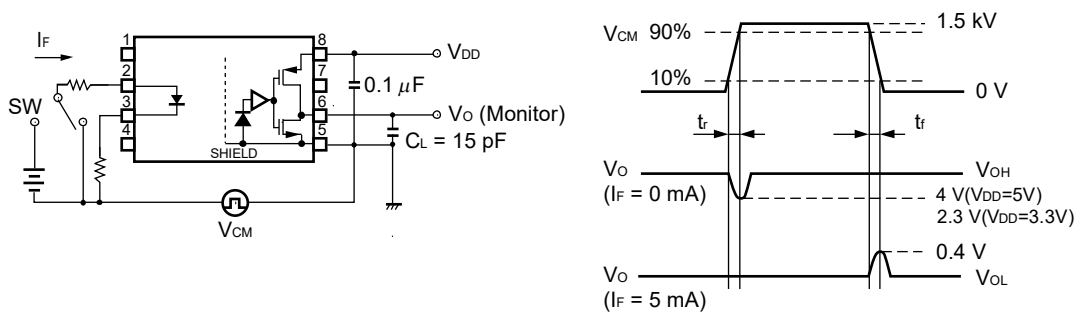 IF
1
2
3
4
8
7
6
5
SW
SHIELD
VDD
0.1 μF
VO (Monitor)
CL = 15 pF
VCM
VCM 90%
10%
1.5 kV
0 V
tr
tf
VO
(IF = 0 mA)
VOH
4 V(VDD=5V)
2.3 V(VDD=3.3V)
0.4 V
VO
(IF = 5 mA)
VOL